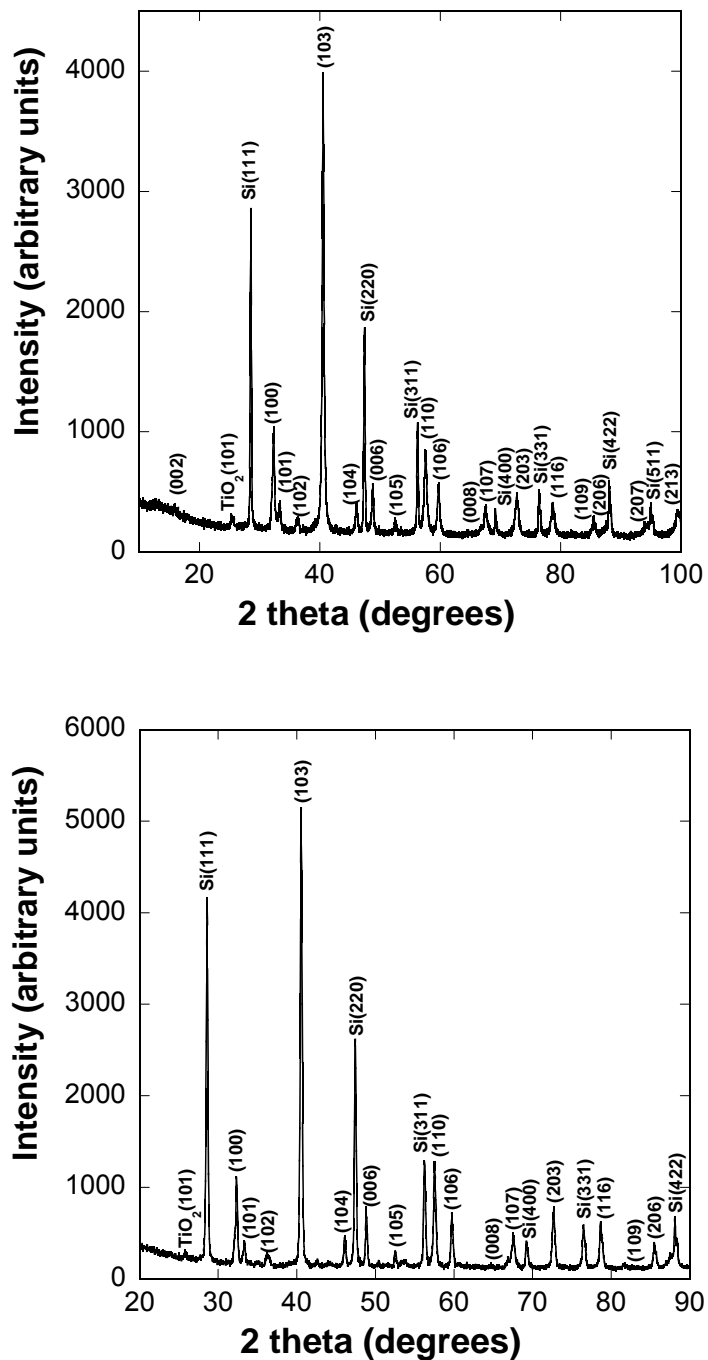 Intensity (arbitrary units)
4000
3000
2000
1000
0
(002)
TiO2(101)
Si(111)
(100)
(101)
(102)
(103)
(104)
Si(220)
(006)
(105)
Si(311)
(110)
(106)
(008)
(107)
Si(400)
(203)
Si(331)
(116)
(109)
(206)
Si(422)
(207)
Si(511)
(213)
20 40 60 80 100
2 theta (degrees)
Intensity (arbitrary units)
6000
5000
4000
3000
2000
1000
0
TiO2(101)
Si(111)
(100)
(101)
(102)
(103)
(104)
Si(220)
(006)
(105)
Si(311)
(110)
(106)
(008)
(107)
Si(400)
(203)
Si(331)
(116)
(109)
(206)
Si(422)
20 30 40 50 60 70 80 90
2 theta (degrees)